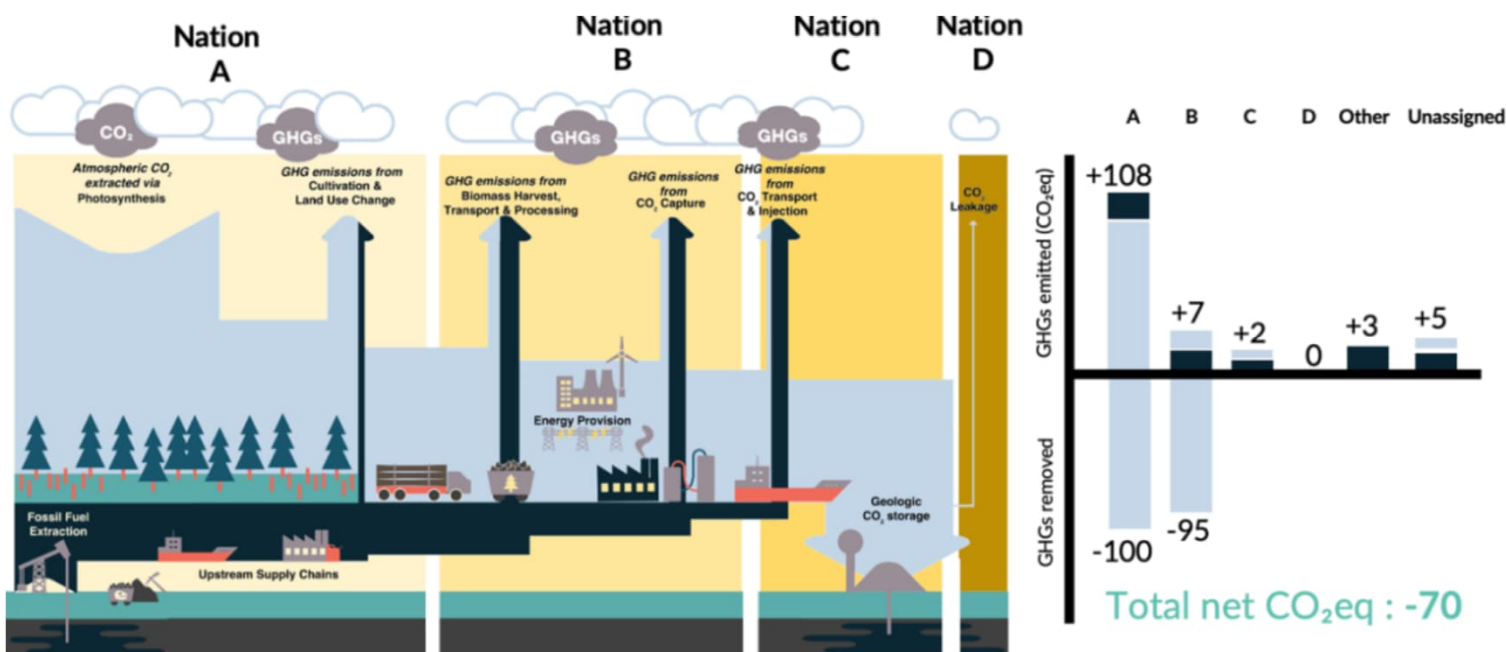 Nation
A
Nation
B
Nation
C
Nation
D
CO₂
GHGs
GHGs
GHGs
Atmospheric CO₂
extracted via
Photosynthesis
GHG emissions from
Cultivation &
Land Use Change
GHG emissions from
Biomass Harvest,
Transport & Processing
GHG emissions
from
CO₂ Capture
GHG emissions
from
CO₂ Transport
& Injection
CO₂
Leakage
Energy Provision
Geologic
CO₂ storage
Fossil Fuel
Extraction
Upstream Supply Chains
A B C D Other Unassigned
GHGs emitted (CO₂eq)
GHGs removed
+108
+7
+2
0
+3
+5
-100
-95
Total net CO₂eq : -70